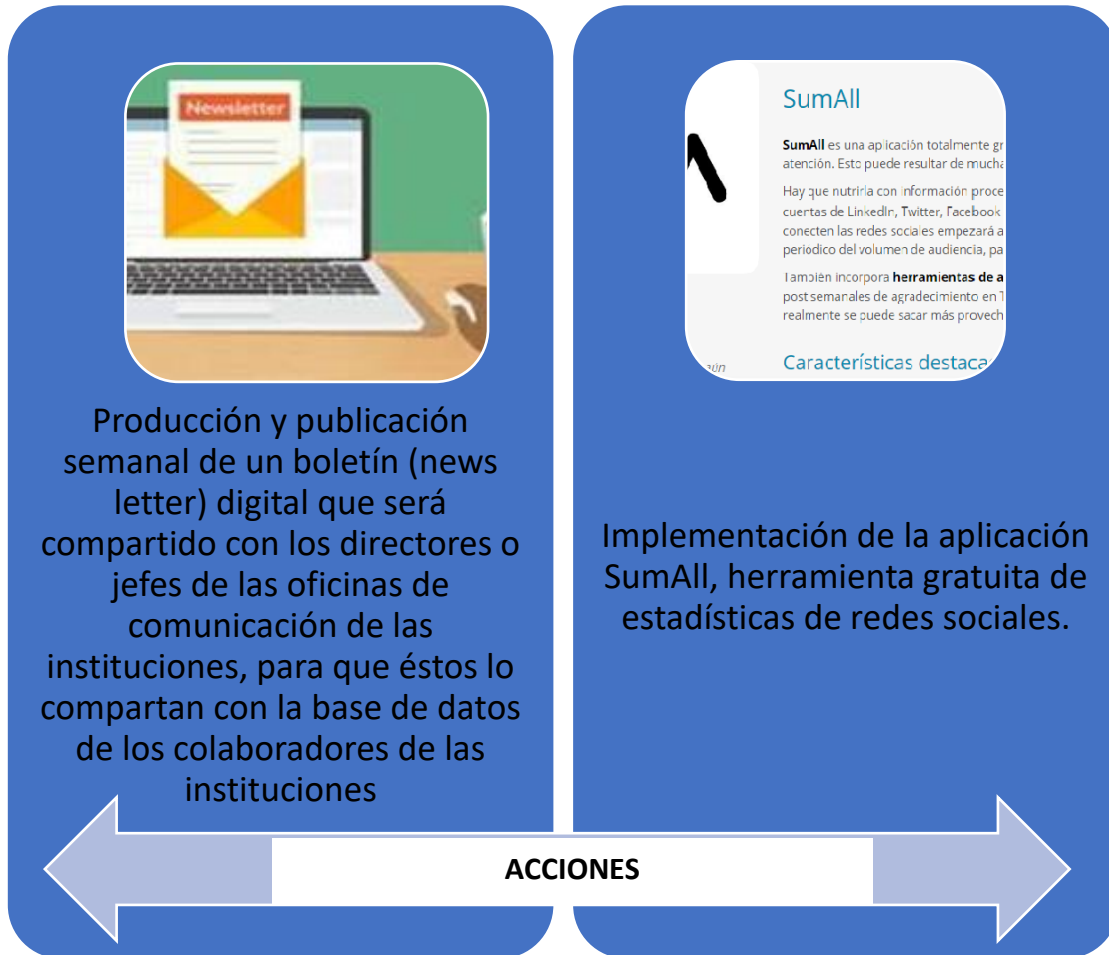 Newsletter
Producción y publicación
semanal de un boletín (news
letter) digital que será
compartido con los directores o
jefes de las oficinas de
comunicación de las
instituciones, para que éstos lo
compartan con la base de datos
de los colaboradores de las
instituciones
SumAll
SumAll es una aplicación totalmente gr
atención. Esto puede resultar de mucha
Hay que nutrirla con información proce
cuentas de LinkedIn, Twitter, Facebook
conecten las redes sociales empezará a
periodico del volumen de audiencia, pa
También incorpora herramientas de a
post semanales de agradecimiento en T
realmente se puede sacar más provech
Características destaca
Implementación de la aplicación
SumAll, herramienta gratuita de
estadísticas de redes sociales.
ACCIONES